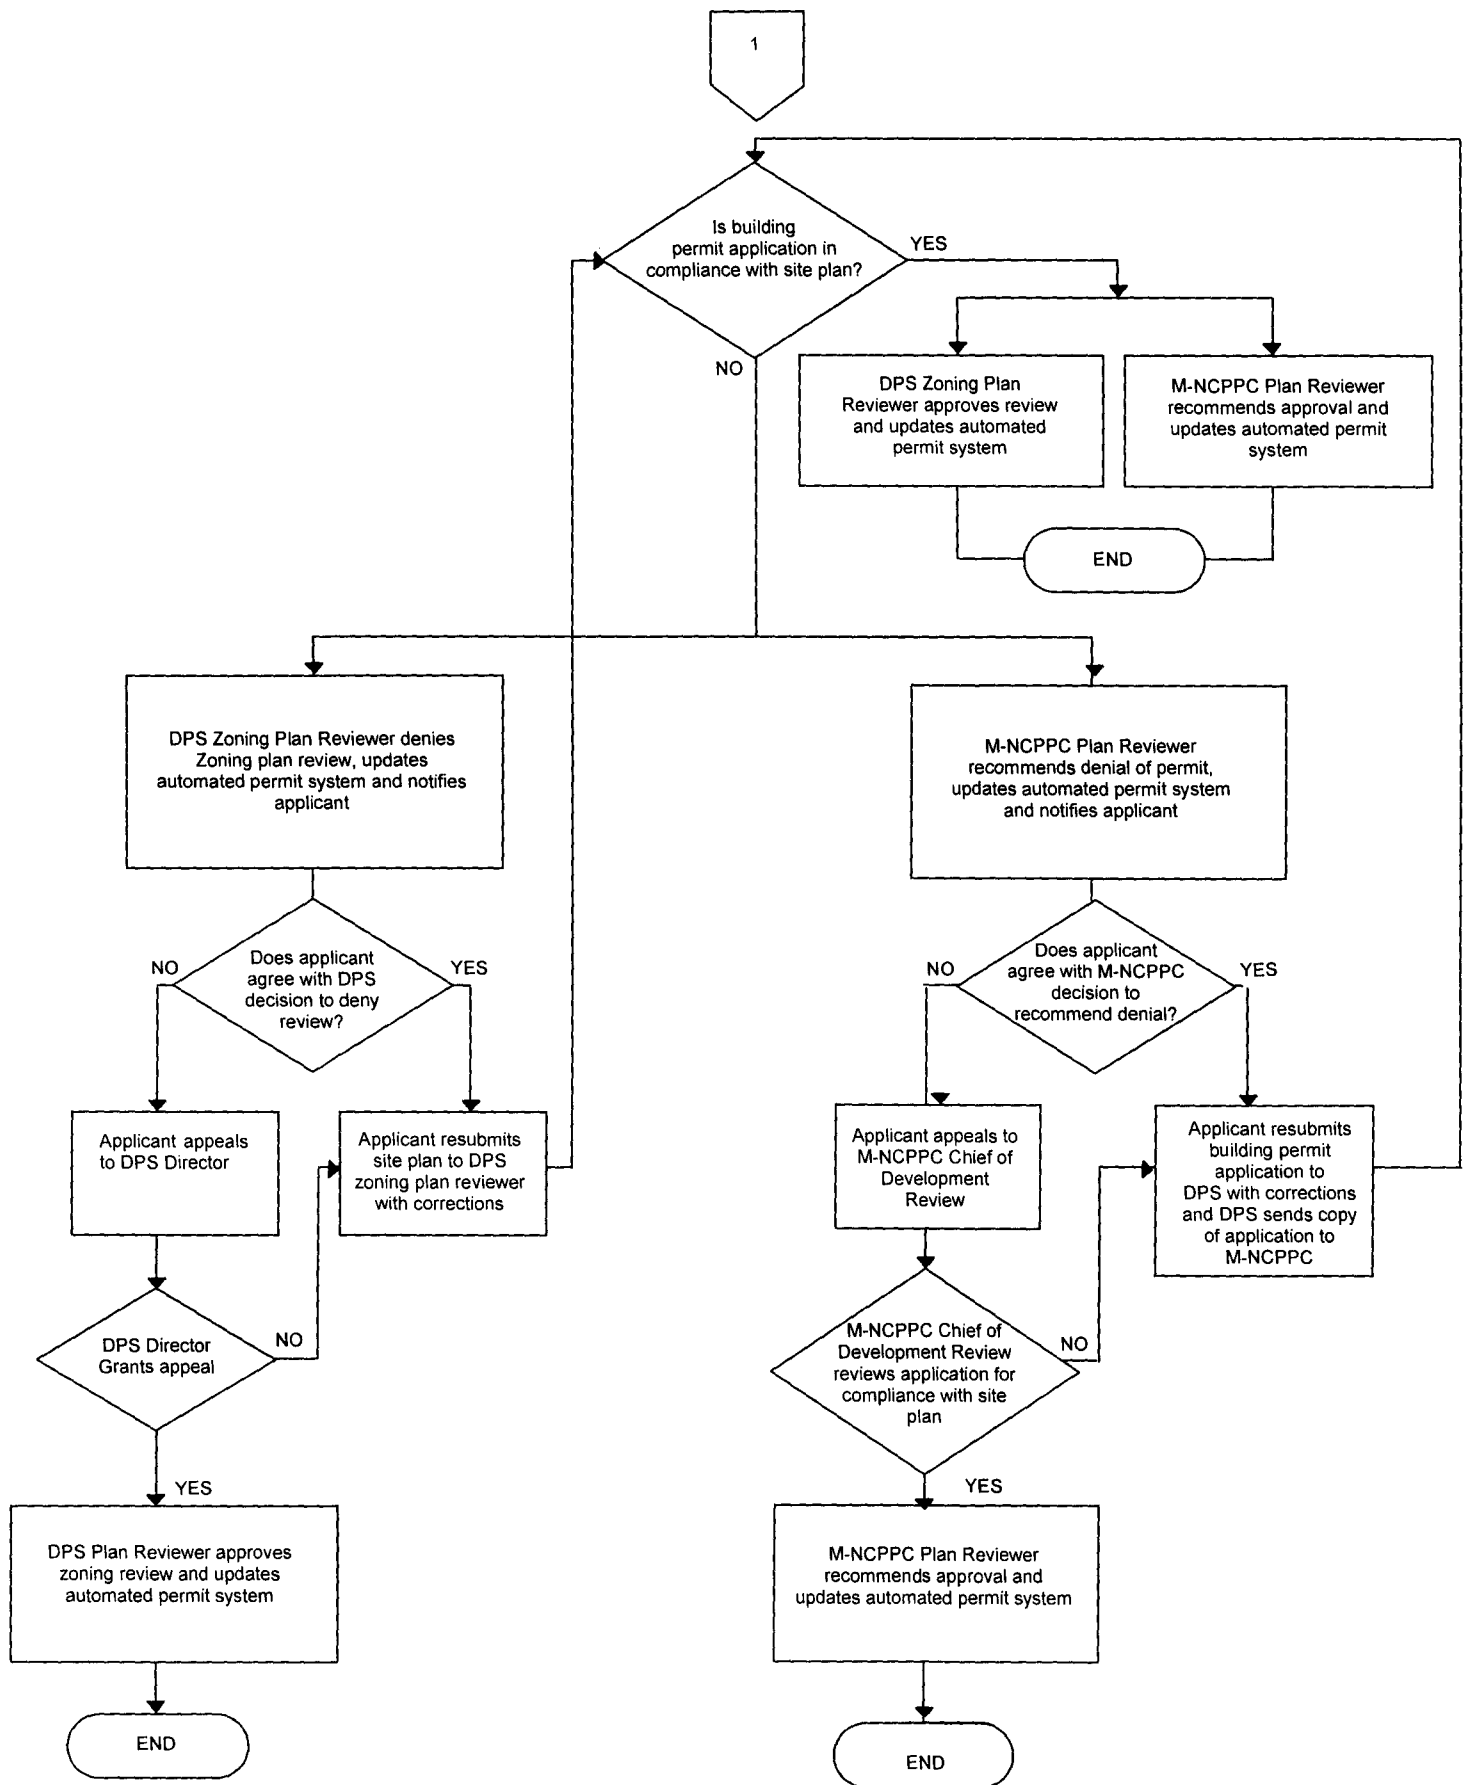 1
Is building
permit application in
compliance with site plan?
YES
NO
DPS Zoning Plan
Reviewer approves review
and updates automated
permit system
M-NCPPC Plan Reviewer
recommends approval and
updates automated permit
system
END
DPS Zoning Plan Reviewer denies
Zoning plan review, updates
automated permit system and notifies
applicant
M-NCPPC Plan Reviewer
recommends denial of permit,
updates automated permit system
and notifies applicant
NO
Does applicant
agree with DPS
decision to deny
review?
YES
NO
Does applicant
agree with M-NCPPC
decision to
recommend denial?
YES
Applicant appeals
to DPS Director
Applicant resubmits
site plan to DPS
zoning plan reviewer
with corrections
Applicant appeals to
M-NCPPC Chief of
Development
Review
Applicant resubmits
building permit
application to
DPS with corrections
and DPS sends copy
of application to
M-NCPPC
DPS Director
Grants appeal
NO
M-NCPPC Chief of
Development Review
reviews application for
compliance with site
plan
NO
YES
YES
DPS Plan Reviewer approves
zoning review and updates
automated permit system
M-NCPPC Plan Reviewer
recommends approval and
updates automated permit system
END
END